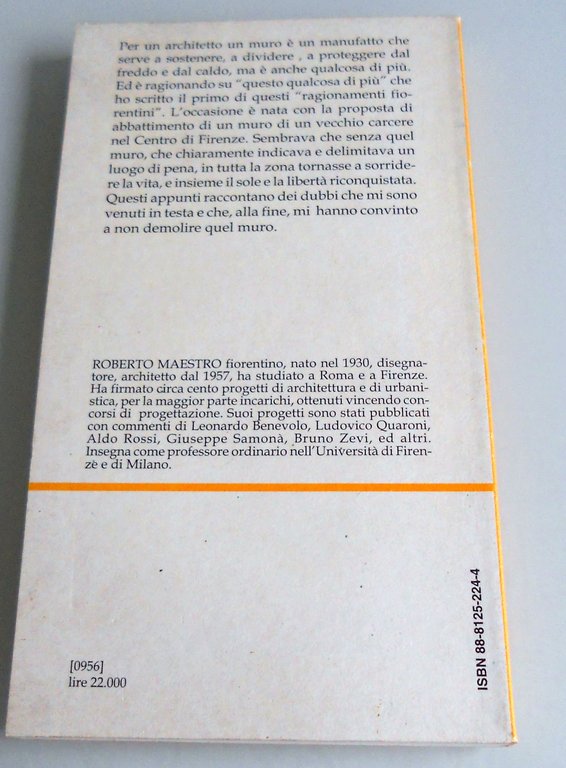 Per un architetto un muro è un manufatto che
serve a sostenere, a dividere , a proteggere dal
freddo e dal caldo, ma è anche qualcosa di più.
Ed è ragionando su "questo qualcosa di più" che
ho scritto il primo di questi "ragionamenti fio-
rentini". L'occasione è nata con la proposta di
abbattimento di un muro di un vecchio carcere
nel Centro di Firenze. Sembrava che senza quel
muro, che chiaramente indicava e delimitava un
luogo di pena, in tutta la zona tornasse a sorride-
re la vita, e insieme il sole e la libertà riconquistata.
Questi appunti raccontano dei dubbi che mi sono
venuti in testa e che, alla fine, mi hanno convinto
a non demolire quel muro.
ROBERTO MAESTRO fiorentino, nato nel 1930, disegna-
tore, architetto dal 1957, ha studiato a Roma e a Firenze.
Ha firmato circa cento progetti di architettura e di urbani-
stica, per la maggior parte incarichi, ottenuti vincendo con-
corsi di progettazione. Suoi progetti sono stati pubblicati
con commenti di Leonardo Benevolo, Ludovico Quaroni,
Aldo Rossi, Giuseppe Samonà, Bruno Zevi, ed altri.
Insegna come professore ordinario nell'Università di Firen-
ze e di Milano.
[0956]
lire 22.000
ISBN 88-8125-224-4